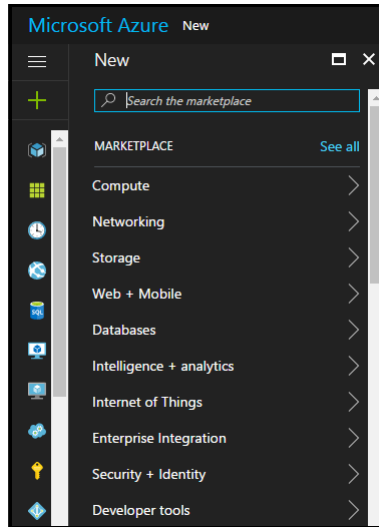 Microsoft Azure New
New
Search the marketplace
MARKETPLACE See all
Compute
Networking
Storage
Web + Mobile
SQL
Databases
Intelligence + analytics
Internet of Things
Enterprise Integration
Security + Identity
Developer tools